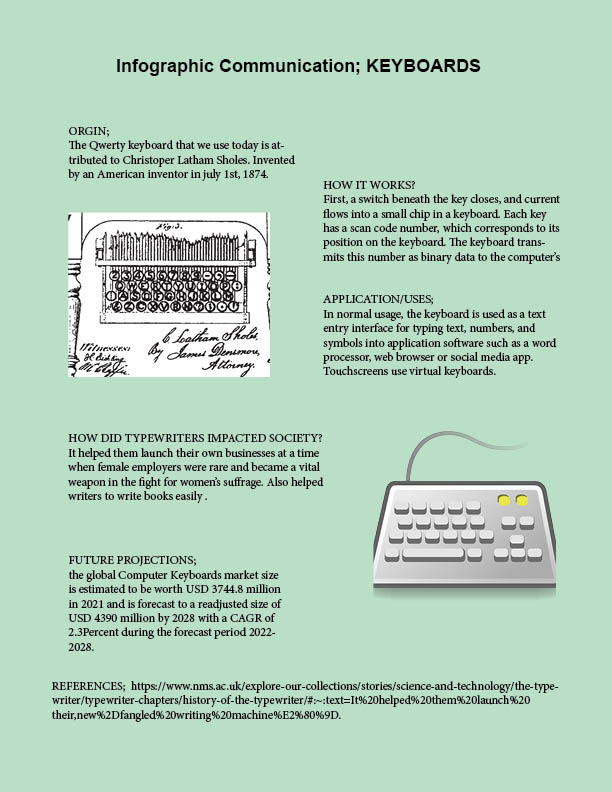 Infographic Communication; KEYBOARDS
ORGIN;
The Qwerty keyboard that we use today is at-
tributed to Christoper Latham Sholes. Invented
by an American inventor in july 1st, 1874.
HOW IT WORKS?
First, a switch beneath the key closes, and current
flows into a small chip in a keyboard. Each key
has a scan code number, which corresponds to its
position on the keyboard. The keyboard trans-
mits this number as binary data to the computer's
Fig. 3.
Witnesses:
C Latham Sholes,
By James Densmore,
Attorney.
APPLICATION/USES;
In normal usage, the keyboard is used as a text
entry interface for typing text, numbers, and
symbols into application software such as a word
processor, web browser or social media app.
Touchscreens use virtual keyboards.
HOW DID TYPEWRITERS IMPACTED SOCIETY?
It helped them launch their own businesses at a time
when female employers were rare and became a vital
weapon in the fight for women's suffrage. Also helped
writers to write books easily .
FUTURE PROJECTIONS;
the global Computer Keyboards market size
is estimated to be worth USD 3744.8 million
in 2021 and is forecast to a readjusted size of
USD 4390 million by 2028 with a CAGR of
2.3Percent during the forecast period 2022-
2028.
REFERENCES; https://www.nms.ac.uk/explore-our-collections/stories/science-and-technology/the-type-
writer/typewriter-chapters/history-of-the-typewriter/#:~:text=It%20helped%20them%20launch%20
their,new%2Dfangled%20writing%20machine%E2%80%9D.